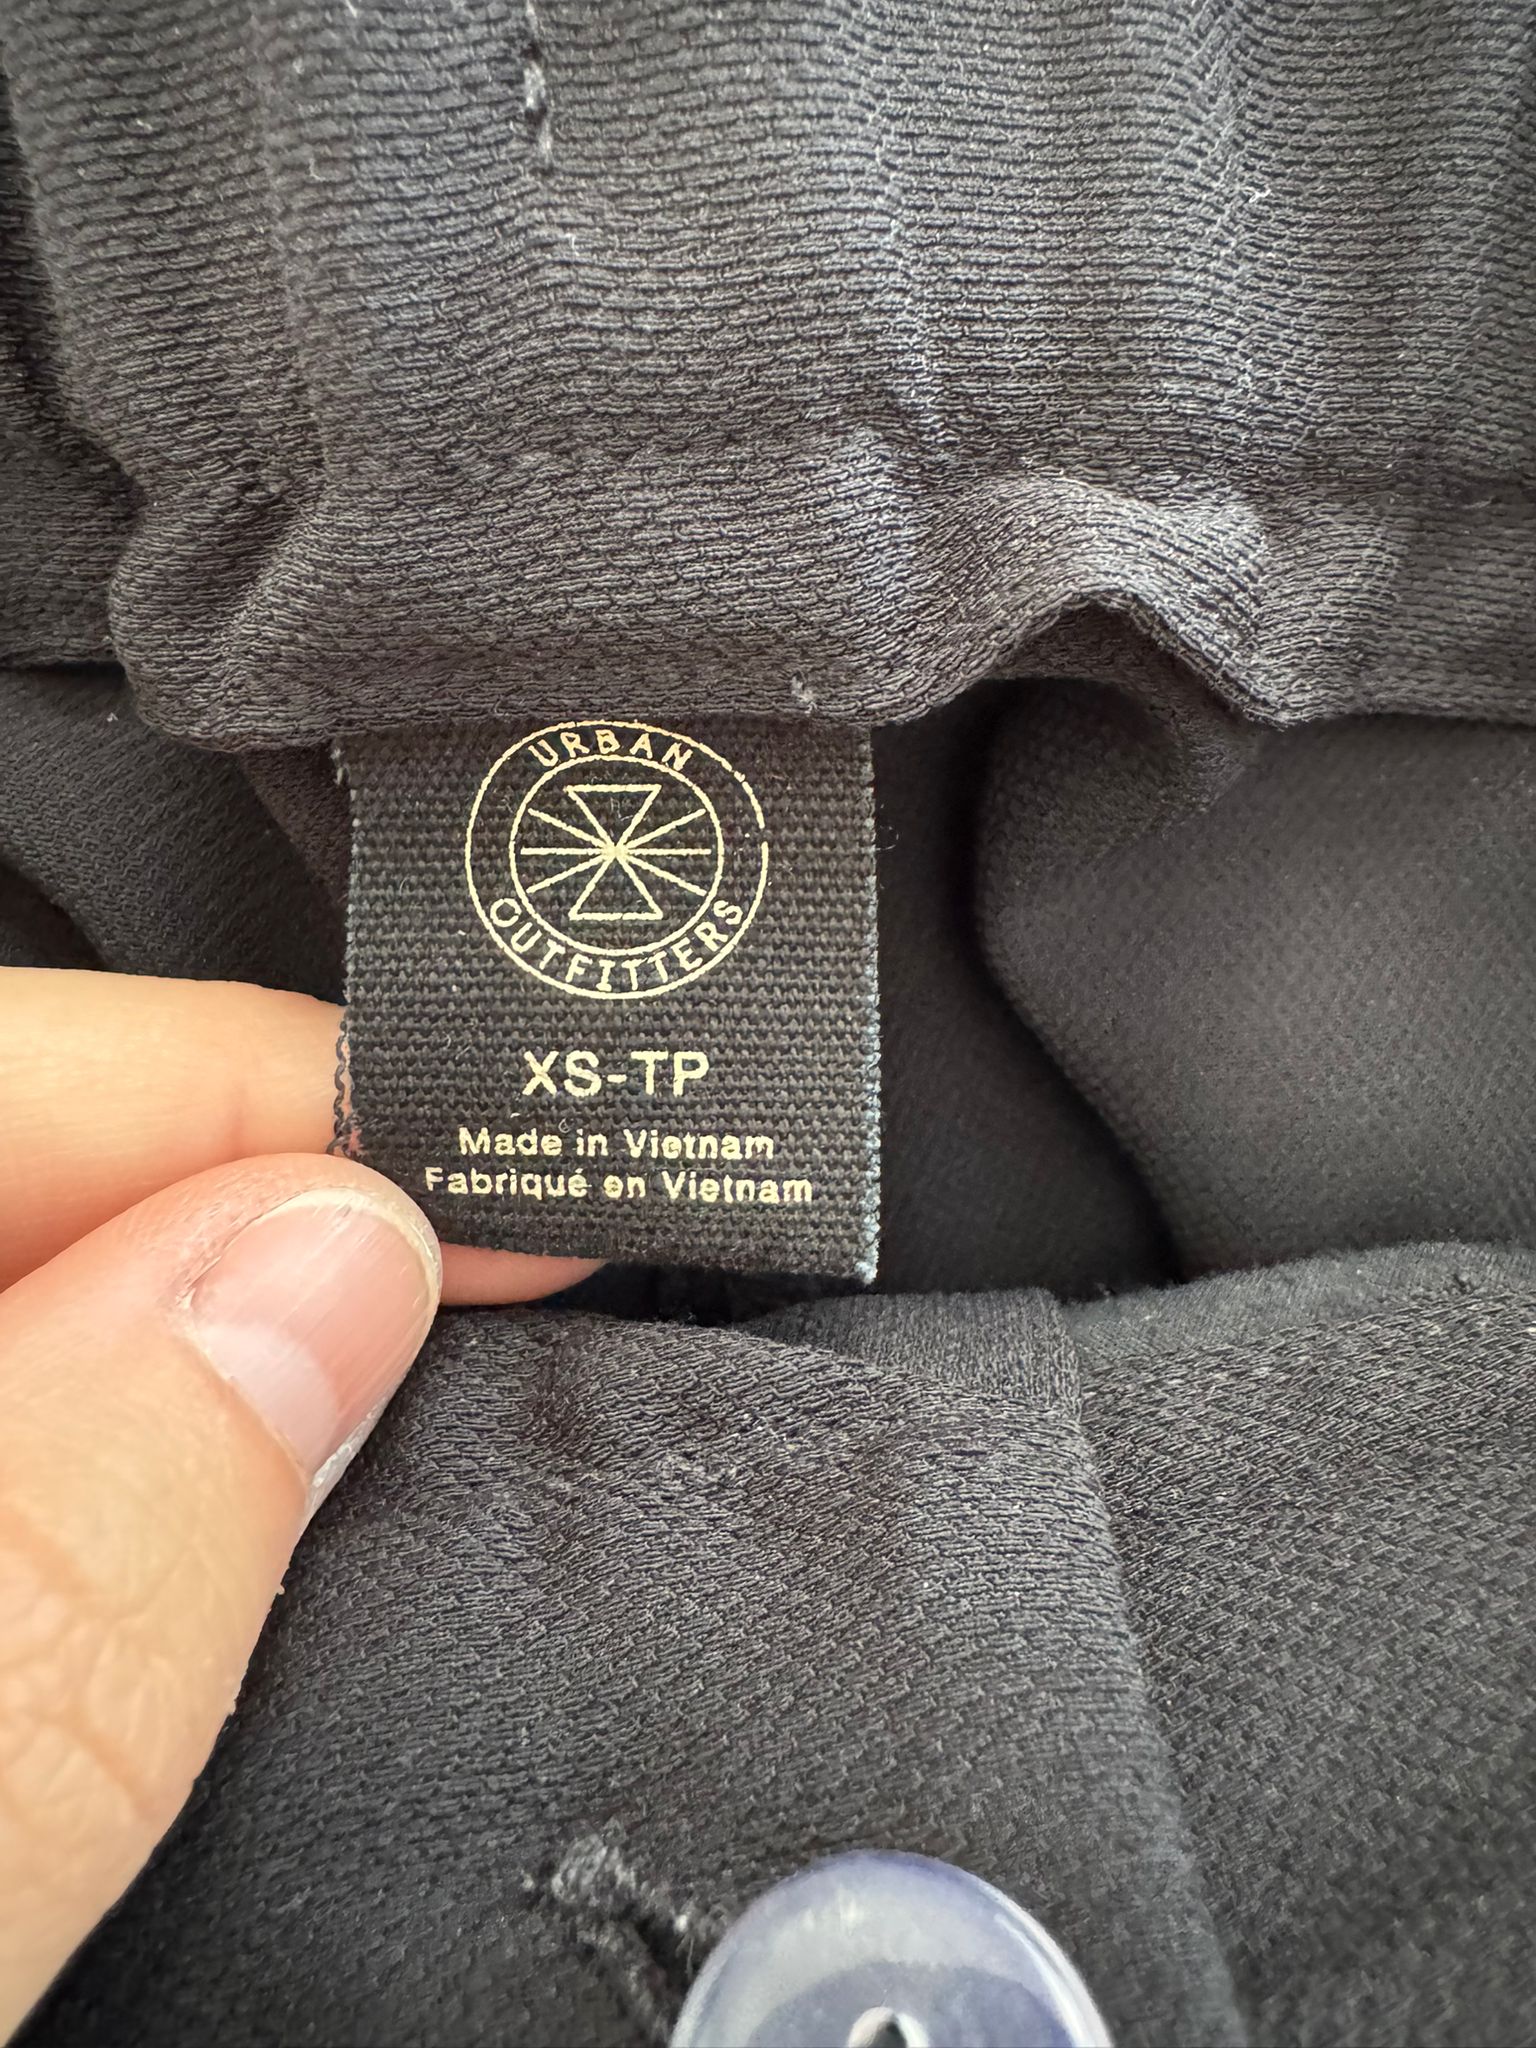 URBAN
OUTFITTERS
XS-TP
Made in Vietnam
Fabriqué en Vietnam